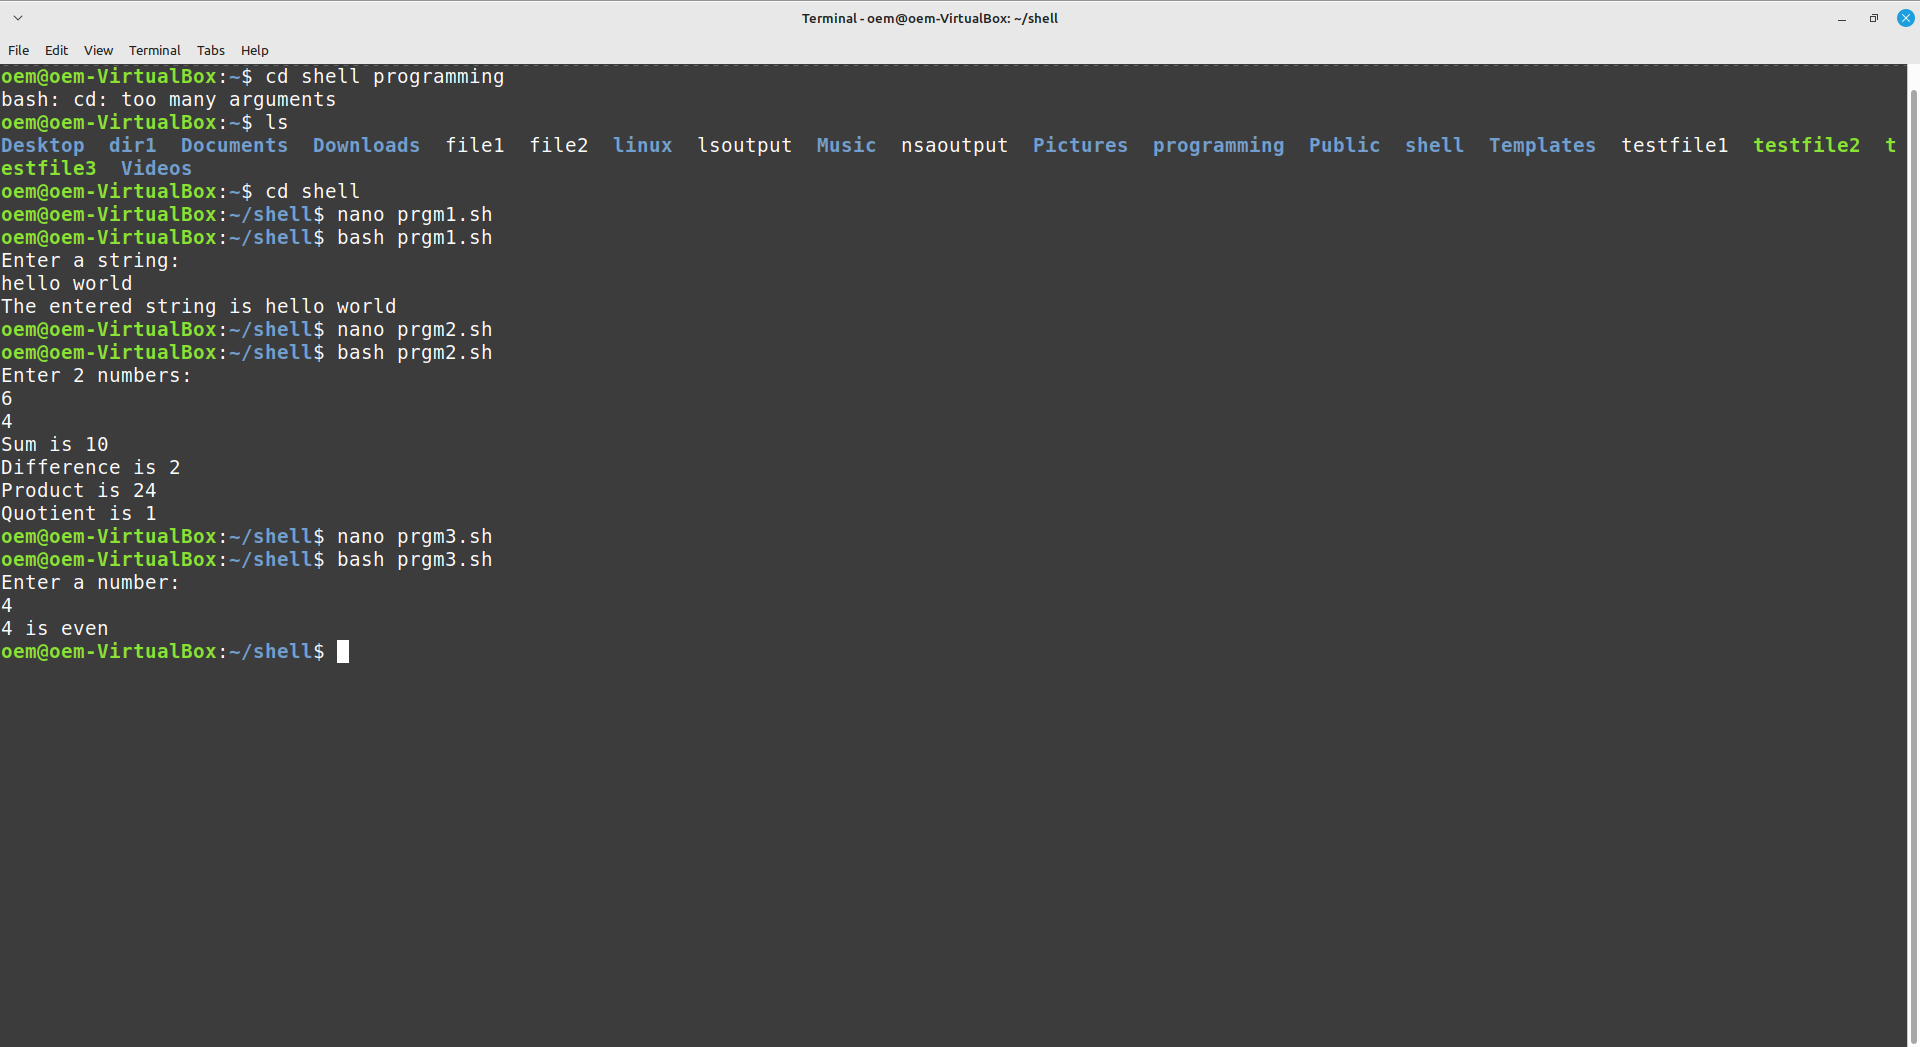 Terminal - oem@oem-VirtualBox: ~/shell
File Edit View Terminal Tabs Help
oem@oem-VirtualBox:~$ cd shell programming
bash: cd: too many arguments
oem@oem-VirtualBox:~$ ls
Desktop  dir1  Documents  Downloads  file1  file2  linux  lsoutput  Music  nsaoutput  Pictures  programming  Public  shell  Templates  testfile1  testfile2  t
estfile3  Videos
oem@oem-VirtualBox:~$ cd shell
oem@oem-VirtualBox:~/shell$ nano prgm1.sh
oem@oem-VirtualBox:~/shell$ bash prgm1.sh
Enter a string:
hello world
The entered string is hello world
oem@oem-VirtualBox:~/shell$ nano prgm2.sh
oem@oem-VirtualBox:~/shell$ bash prgm2.sh
Enter 2 numbers:
6
4
Sum is 10
Difference is 2
Product is 24
Quotient is 1
oem@oem-VirtualBox:~/shell$ nano prgm3.sh
oem@oem-VirtualBox:~/shell$ bash prgm3.sh
Enter a number:
4
4 is even
oem@oem-VirtualBox:~/shell$